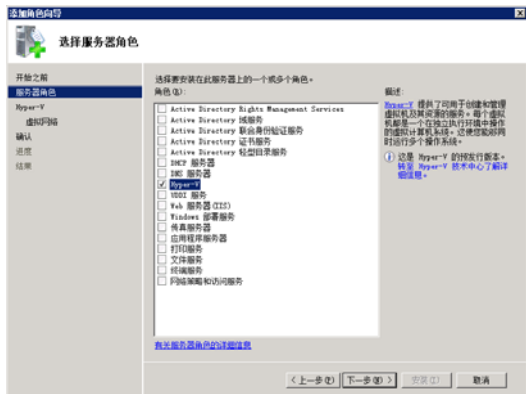 添加角色向导
选择服务器角色
开始之前
服务器角色
Hyper-V
虚拟网络
确认
进度
结果
选择要安装在此服务器上的一个或多个角色。
角色(R):
Active Directory Rights Management Services
Active Directory 域服务
Active Directory 联合身份验证服务
Active Directory 证书服务
Active Directory 轻型目录服务
DHCP 服务器
DNS 服务器
Hyper-V
UDDI 服务
Web 服务器(IIS)
Windows 部署服务
传真服务器
应用程序服务器
打印服务
文件服务
终端服务
网络策略和访问服务
有关服务器角色的详细信息
描述:
Hyper-V 提供了可用于创建和管理
虚拟机及其资源的服务。每个虚拟
机都是一个在独立执行环境中操作
的虚拟计算机系统。这使您能够同
时运行多个操作系统。
这是 Hyper-V 的预发行版本。
转至 Hyper-V 技术中心了解详
细信息。
< 上一步(P)
下一步(N) >
安装(I)
取消